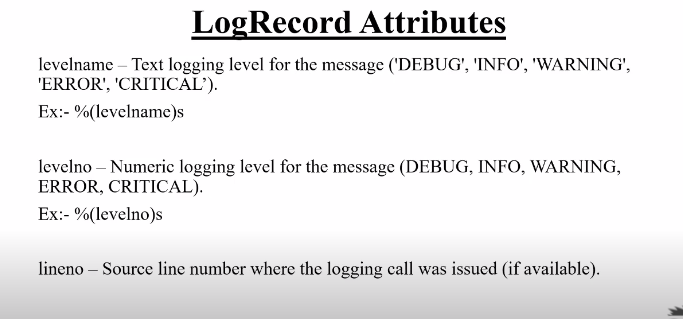 LogRecord Attributes
levelname – Text logging level for the message ('DEBUG', 'INFO', 'WARNING',
'ERROR', 'CRITICAL’).
Ex:- %(levelname)s
levelno – Numeric logging level for the message (DEBUG, INFO, WARNING,
ERROR, CRITICAL).
Ex:- %(levelno)s
lineno – Source line number where the logging call was issued (if available).